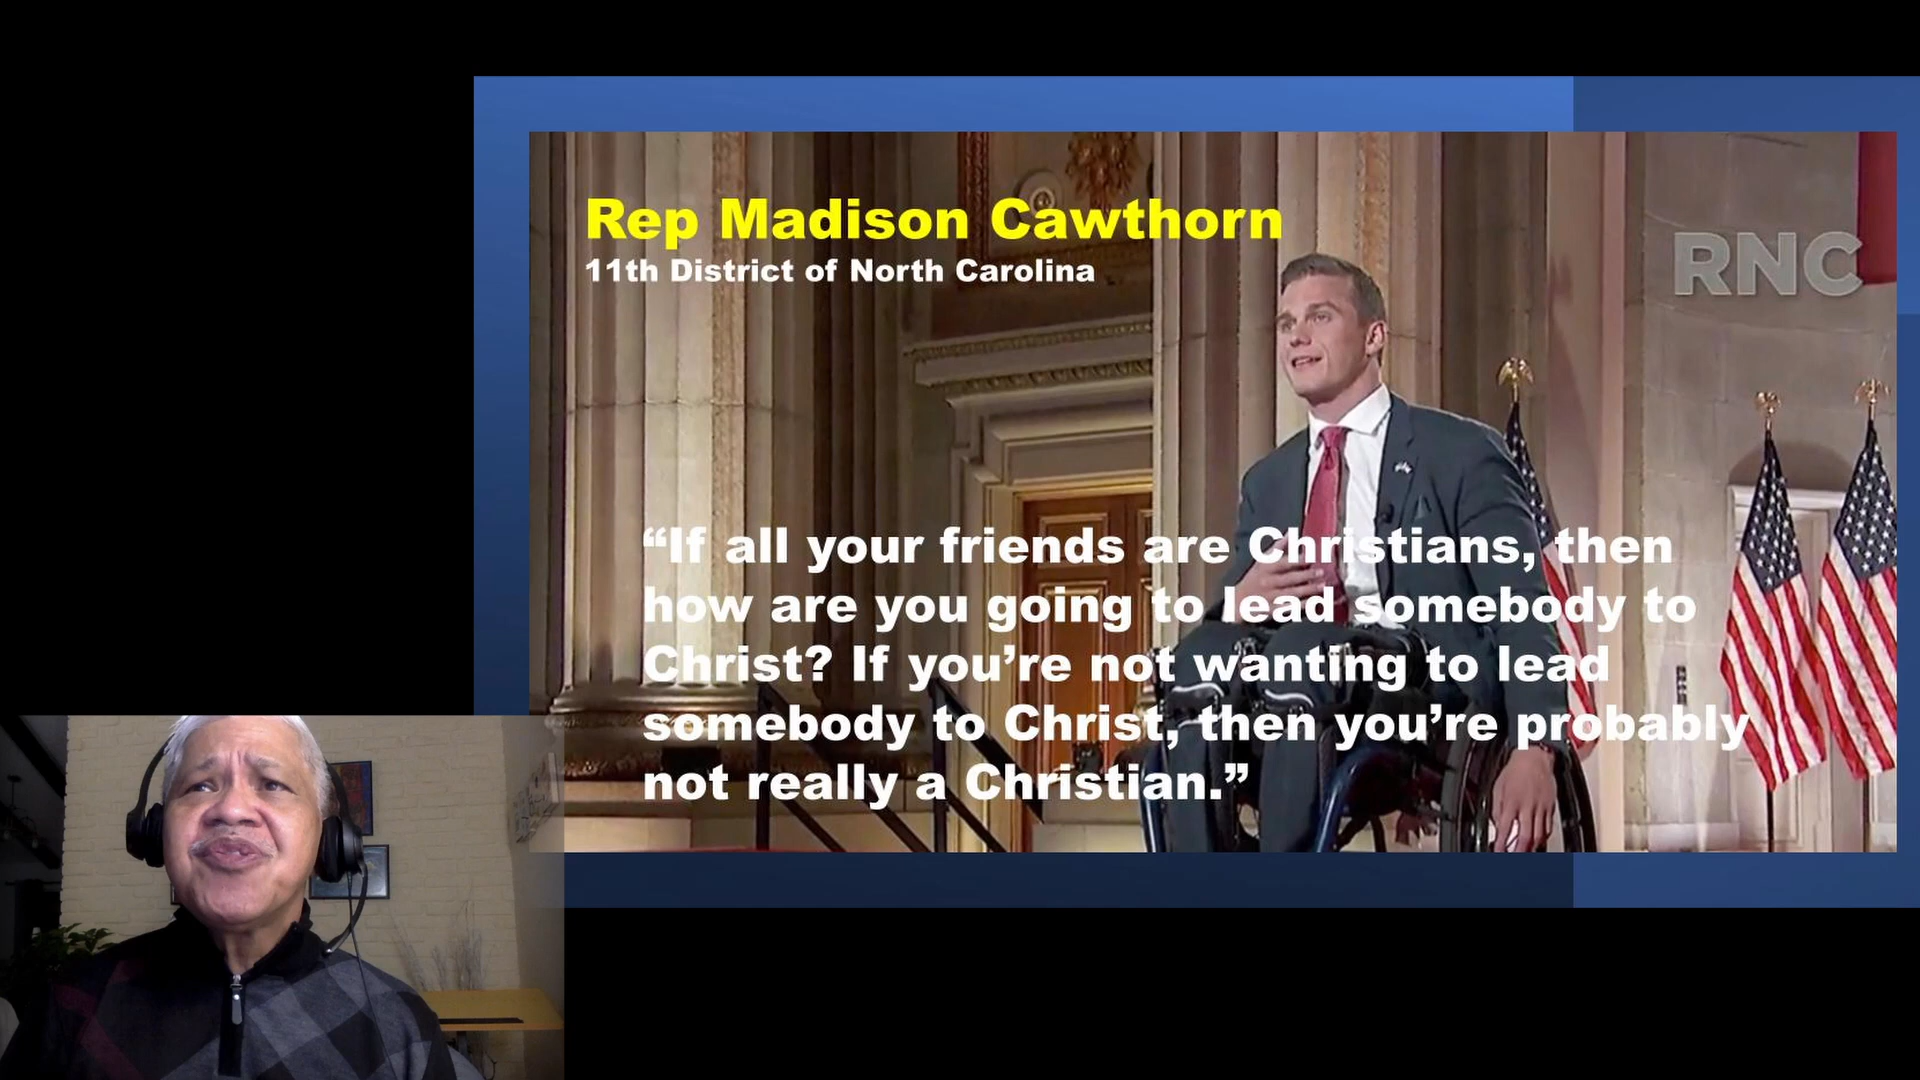 Rep Madison Cawthorn
11th District of North Carolina
RNC
“If all your friends are Christians, then
how are you going to lead somebody to
Christ? If you’re not wanting to lead
somebody to Christ, then you’re probably
not really a Christian.”